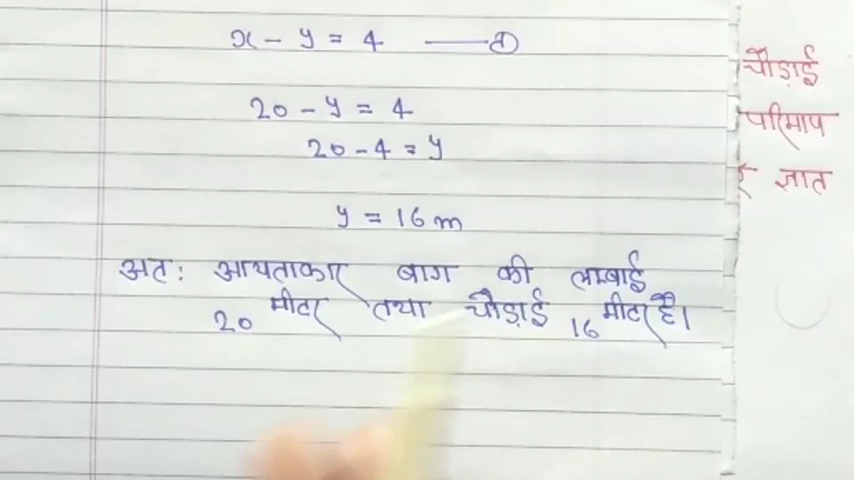 x - y = 4 ——①
20 - y = 4
20 - 4 = y
y = 16 m
अतः आयताकार बाग की लम्बाई
20 मीटर तथा चौड़ाई 16 मीटर है।
चौड़ाई
परिमाप
ज्ञात